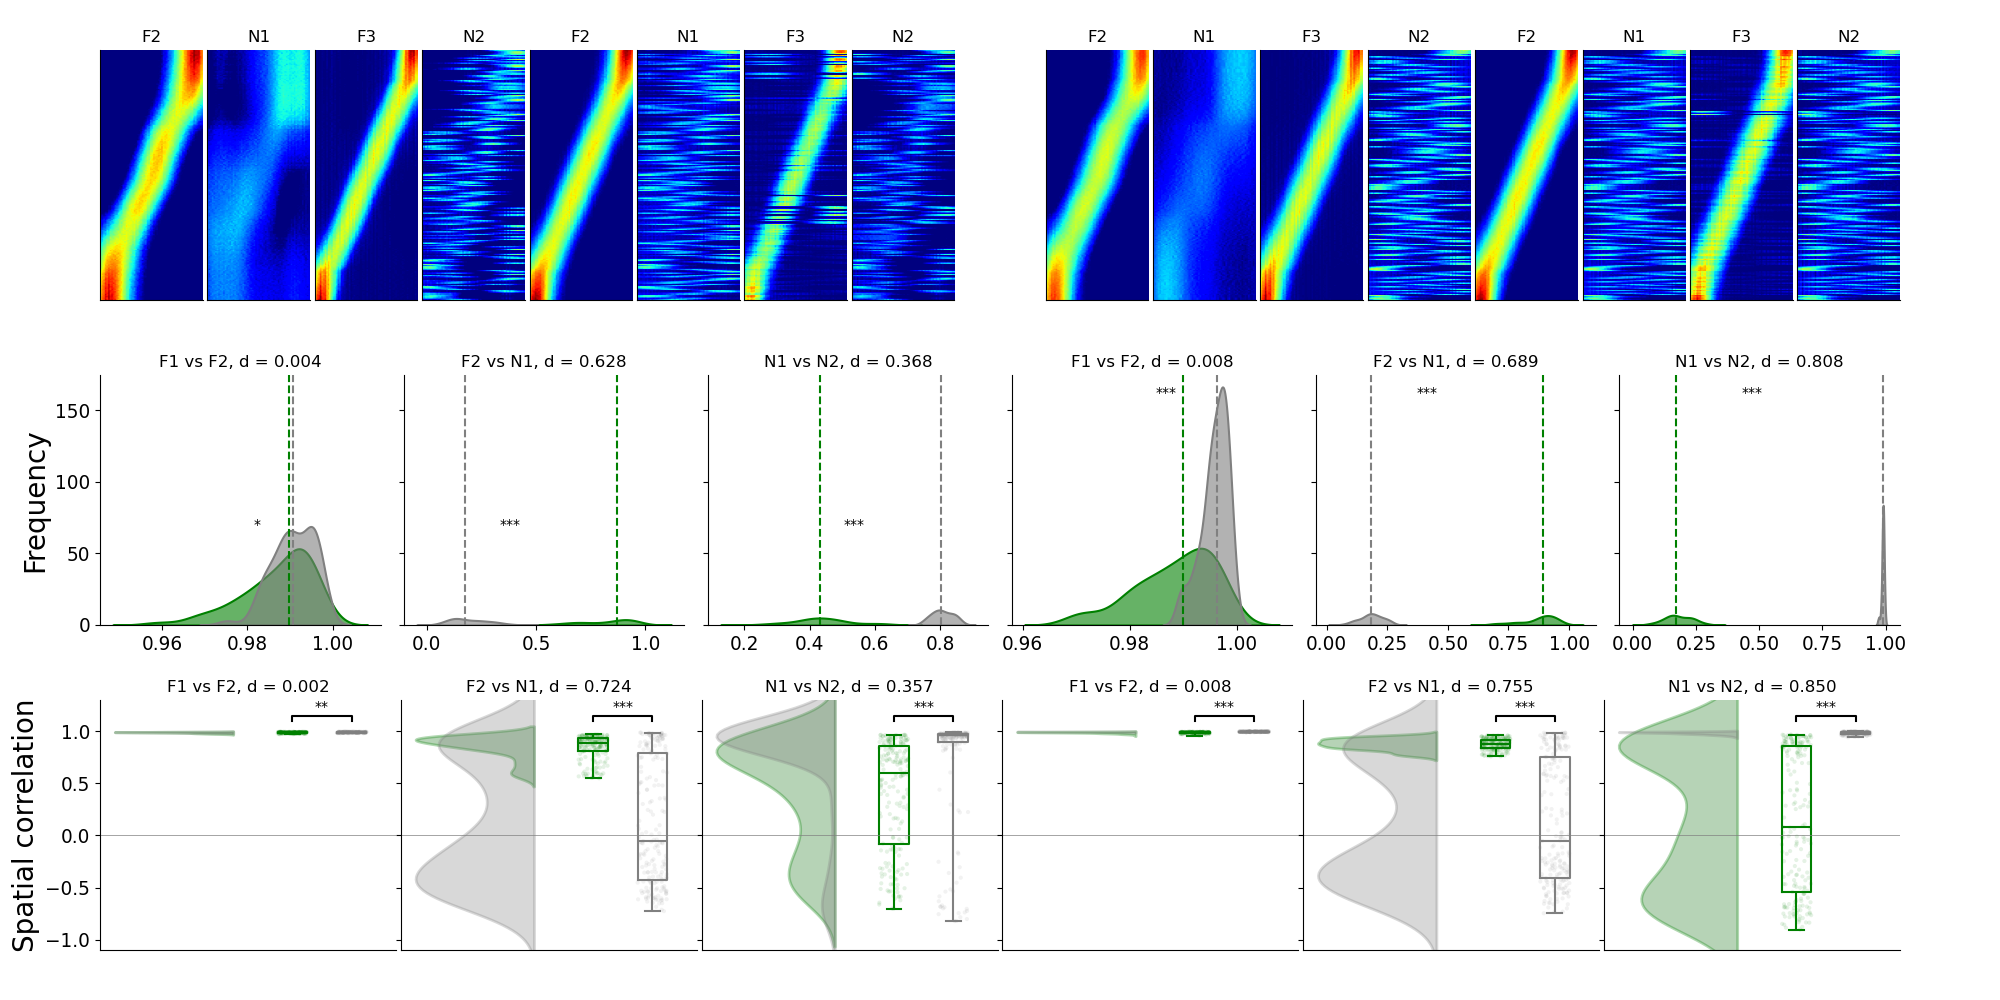 F2 N1 F3 N2 F2 N1 F3 N2 F2 N1 F3 N2 F2 N1 F3 N2
F1 vs F2, d = 0.004
F2 vs N1, d = 0.628
N1 vs N2, d = 0.368
F1 vs F2, d = 0.008
F2 vs N1, d = 0.689
N1 vs N2, d = 0.808
Frequency
150
100
50
0
*
***
***
***
***
***
0.96 0.98 1.00
0.0 0.5 1.0
0.2 0.4 0.6 0.8
0.96 0.98 1.00
0.00 0.25 0.50 0.75 1.00
0.00 0.25 0.50 0.75 1.00
F1 vs F2, d = 0.002
F2 vs N1, d = 0.724
N1 vs N2, d = 0.357
F1 vs F2, d = 0.008
F2 vs N1, d = 0.755
N1 vs N2, d = 0.850
Spatial correlation
1.0
0.5
0.0
−0.5
−1.0
**
***
***
***
***
***